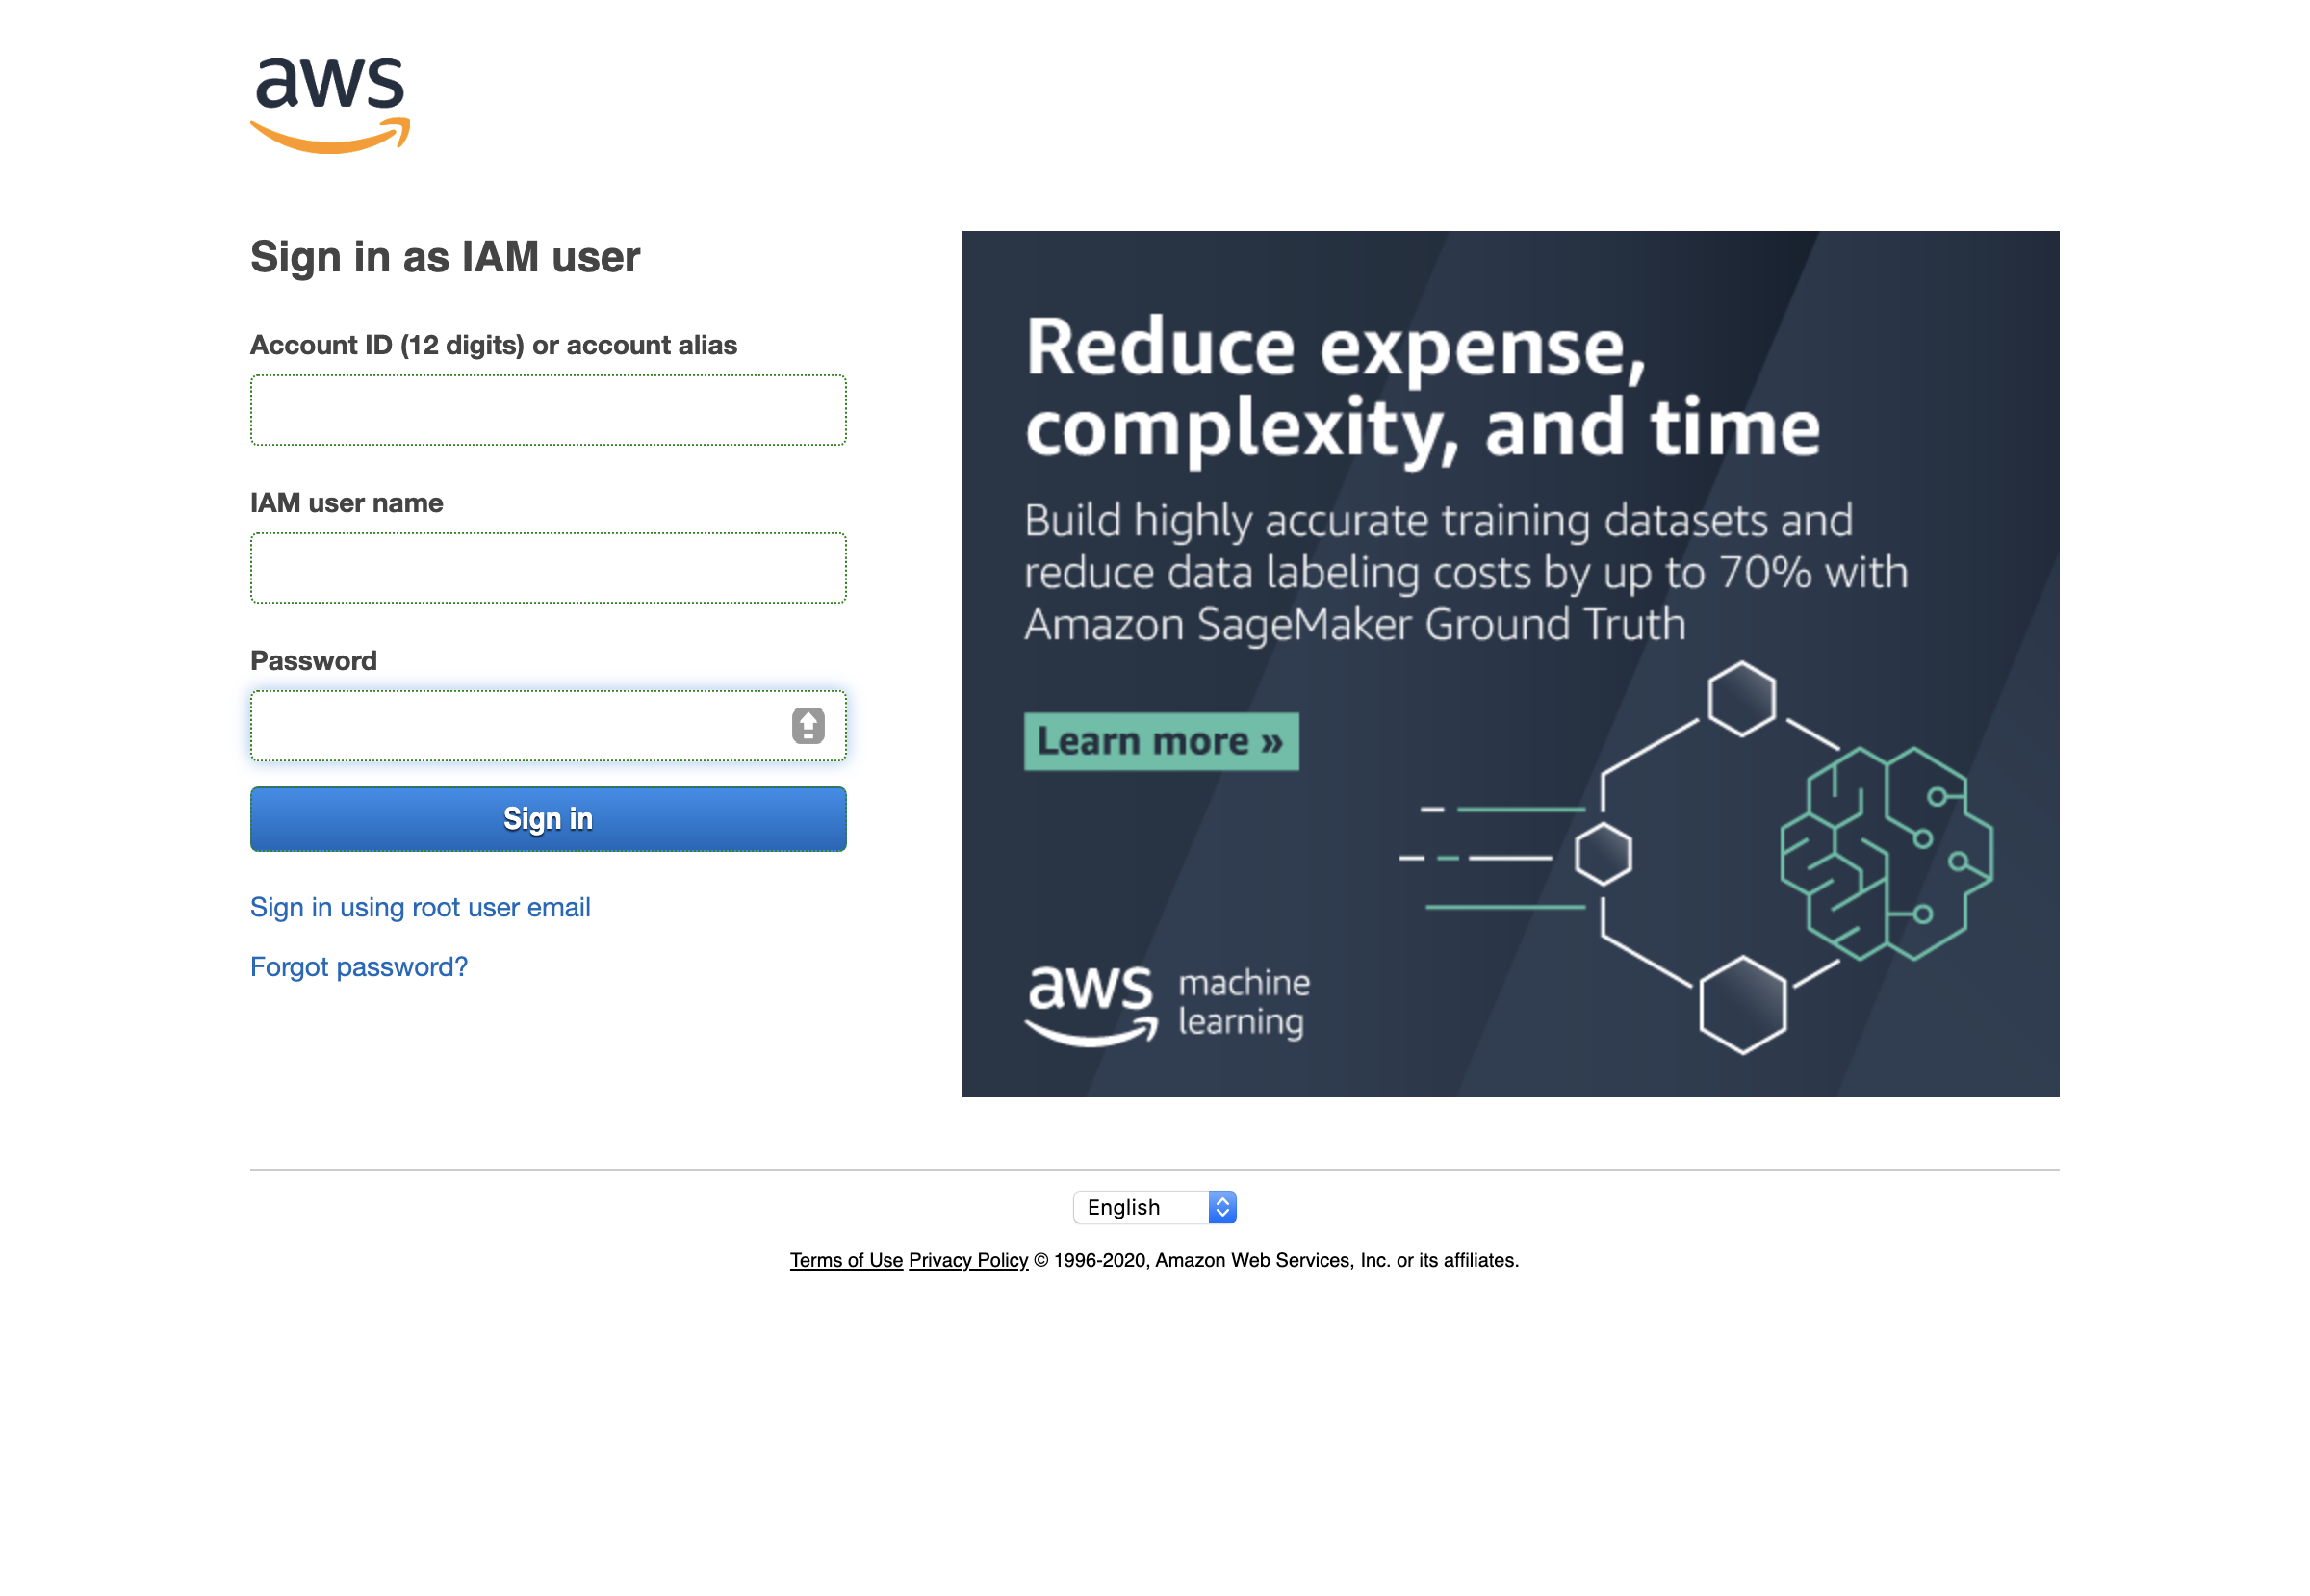 aws
Sign in as IAM user
Account ID (12 digits) or account alias
IAM user name
Password
Sign in
Sign in using root user email
Forgot password?
Reduce expense,
complexity, and time
Build highly accurate training datasets and
reduce data labeling costs by up to 70% with
Amazon SageMaker Ground Truth
Learn more »
aws machine
learning
English
Terms of Use Privacy Policy © 1996-2020, Amazon Web Services, Inc. or its affiliates.